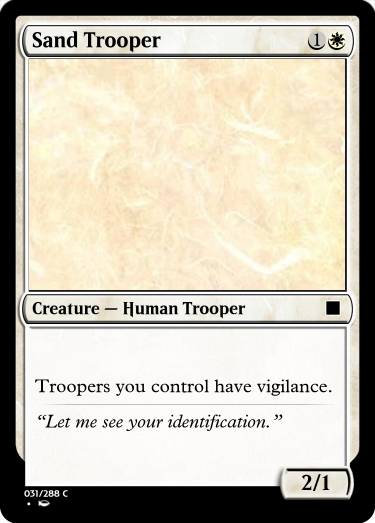 Sand Trooper 1
Creature — Human Trooper
Troopers you control have vigilance.
“Let me see your identification.”
2/1
031/288 C